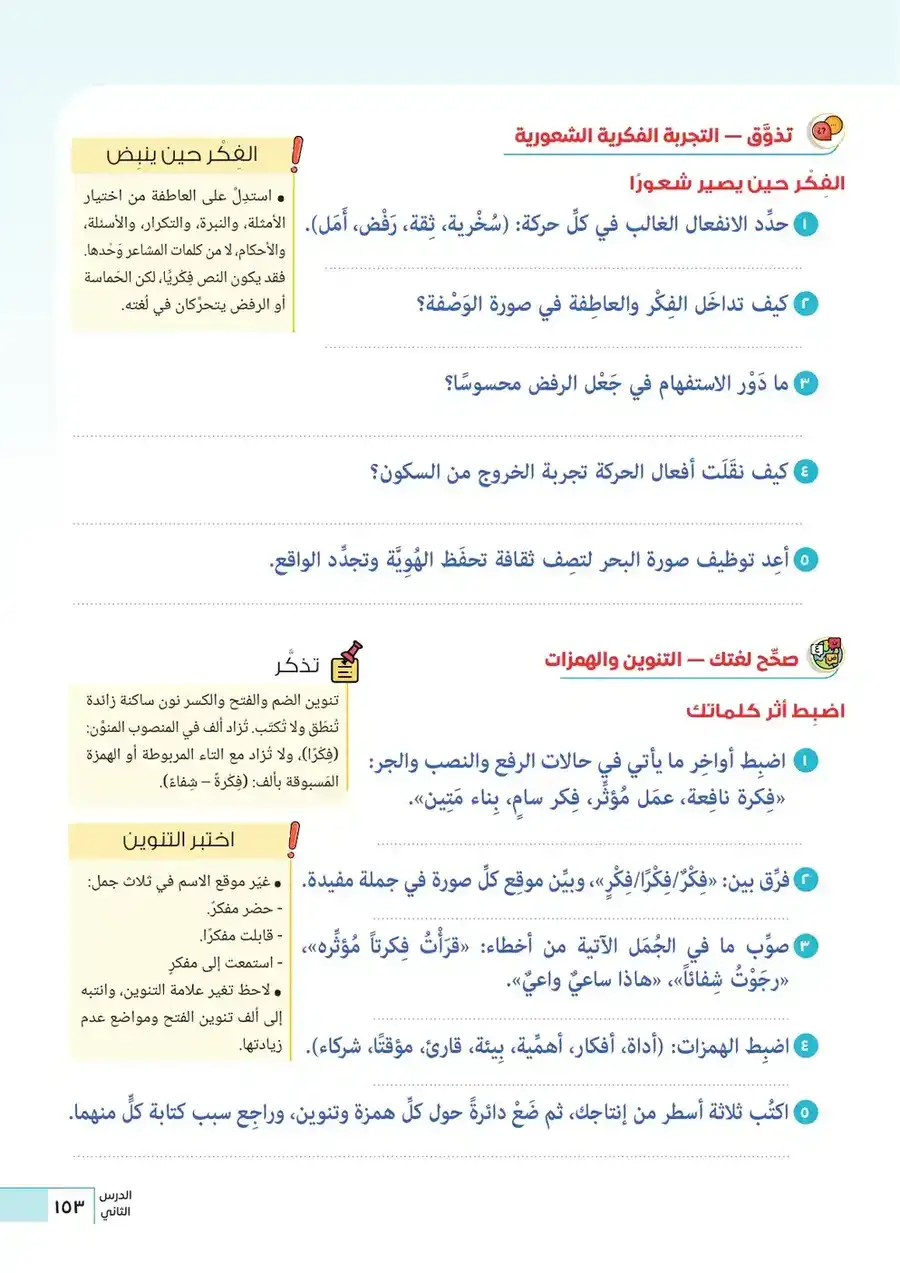 تذوَّق – التجربة الفكرية الشعورية
الفِكْر حين يصير شعورًا
١ حدِّد الانفعال الغالب في كلِّ حركة: (سُخْرية، ثِقة، رَفْض، أَمَل).
٢ كيف تداخَل الفِكْر والعاطِفة في صورة الوَصْفة؟
٣ ما دَوْر الاستفهام في جَعْل الرفض محسوسًا؟
٤ كيف نقَلَت أفعال الحركة تجربة الخروج من السكون؟
٥ أعِد توظيف صورة البحر لتصِف ثقافة تحفَظ الهُوِيَّة وتجدِّد الواقع.
الفِكْر حين ينبِض
• استدِلَّ على العاطفة من اختيار
الأمثلة، والنبرة، والتكرار، والأسئلة،
والأحكام، لا من كلمات المشاعر وَحْدها.
فقد يكون النص فِكْريًّا، لكن الحَماسة
أو الرفض يتحرَّكان في لُغته.
صحِّح لغتك – التنوين والهمزات
اضبِط أثر كلماتك
١ اضبِط أواخِر ما يأتي في حالات الرفع والنصب والجر:
«فِكرة نافِعة، عمَل مُؤثِّر، فِكر سامٍ، بِناء مَتِين».
٢ فرِّق بين: «فِكْرٌ/فِكْرًا/فِكْرٍ»، وبيِّن موقِع كلِّ صورة في جملة مفيدة.
٣ صوِّب ما في الجُمَل الآتية من أخطاء: «قرَأْتُ فِكرتاً مُؤثِّره»،
«رجَوْتُ شِفائاً»، «هاذا ساعيٌ واعيٌ».
٤ اضبِط الهمزات: (أداة، أفكار، أهمِّية، بِيئة، قارئ، مؤقتًا، شركاء).
٥ اكتُب ثلاثة أسطر من إنتاجك، ثم ضَعْ دائرةً حول كلِّ همزة وتنوين، وراجِع سبب كتابة كلٍّ منهما.
تذكَّر
تنوين الضم والفتح والكسر نون ساكنة زائدة
تُنطَق ولا تُكتَب. تُزاد ألف في المنصوب المنوَّن:
(فِكْرًا)، ولا تُزاد مع التاء المربوطة أو الهمزة
المَسبوقة بألف: (فِكْرةً – شِفاءً).
اختبر التنوين
• غيّر موقع الاسم في ثلاث جمل:
- حضر مفكرٌ.
- قابلت مفكرًا.
- استمعت إلى مفكرٍ
• لاحظ تغير علامة التنوين، وانتبه
إلى ألف تنوين الفتح ومواضع عدم
زيادتها.
الدرس
الثاني
١٥٣